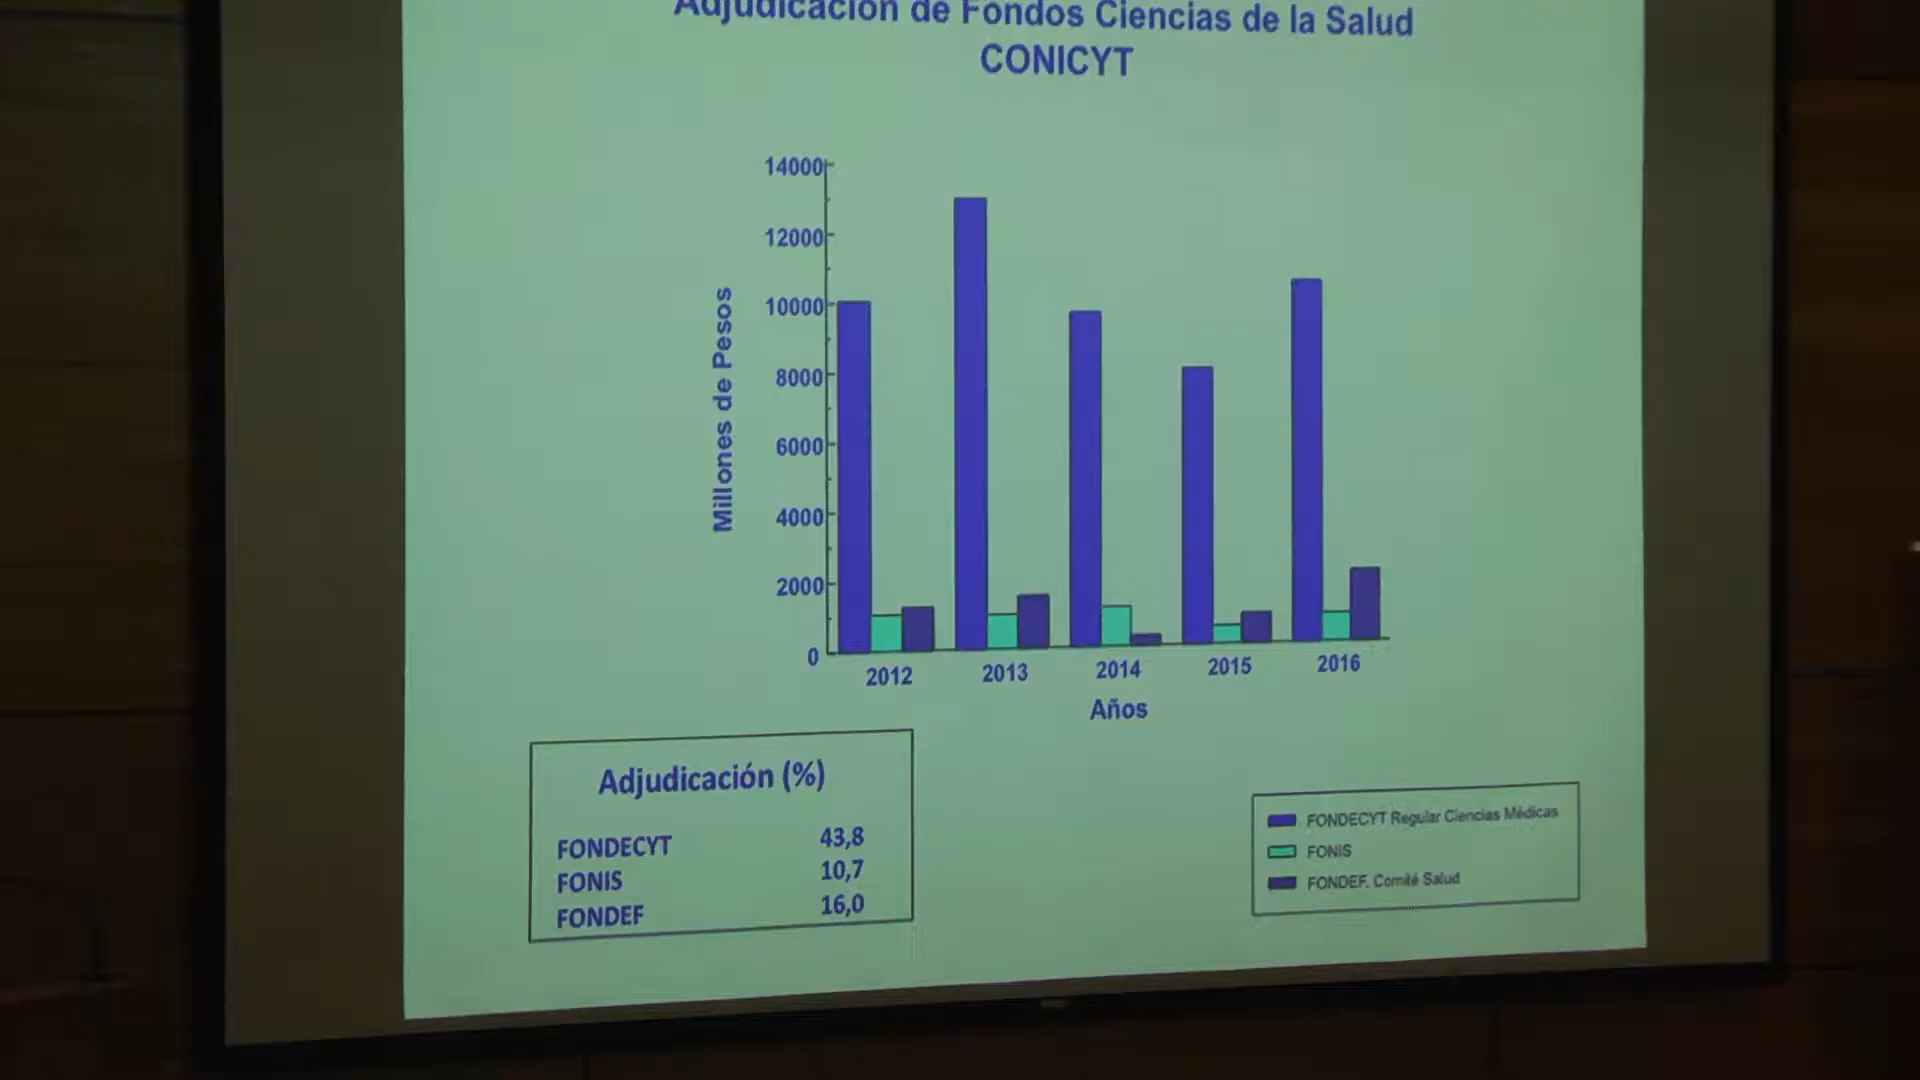 Adjudicación de Fondos Ciencias de la Salud
CONICYT
14000
12000
10000
8000
6000
4000
2000
0
Millones de Pesos
2012 2013 2014 2015 2016
Años
Adjudicación (%)
FONDECYT 43,8
FONIS 10,7
FONDEF 16,0
FONDECYT Regular Ciencias Médicas
FONIS
FONDEF. Comité Salud